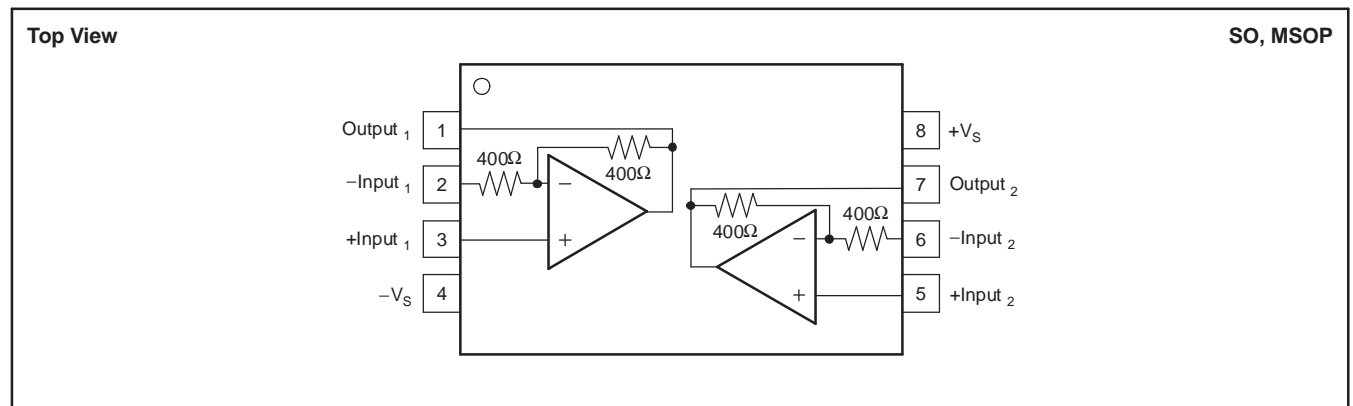 Top View
SO, MSOP
Output 1
1
−Input 1
2
+Input 1
3
−VS
4
400Ω
400Ω
−
+
8
+VS
7
Output 2
6
−Input 2
5
+Input 2
400Ω
400Ω
−
+